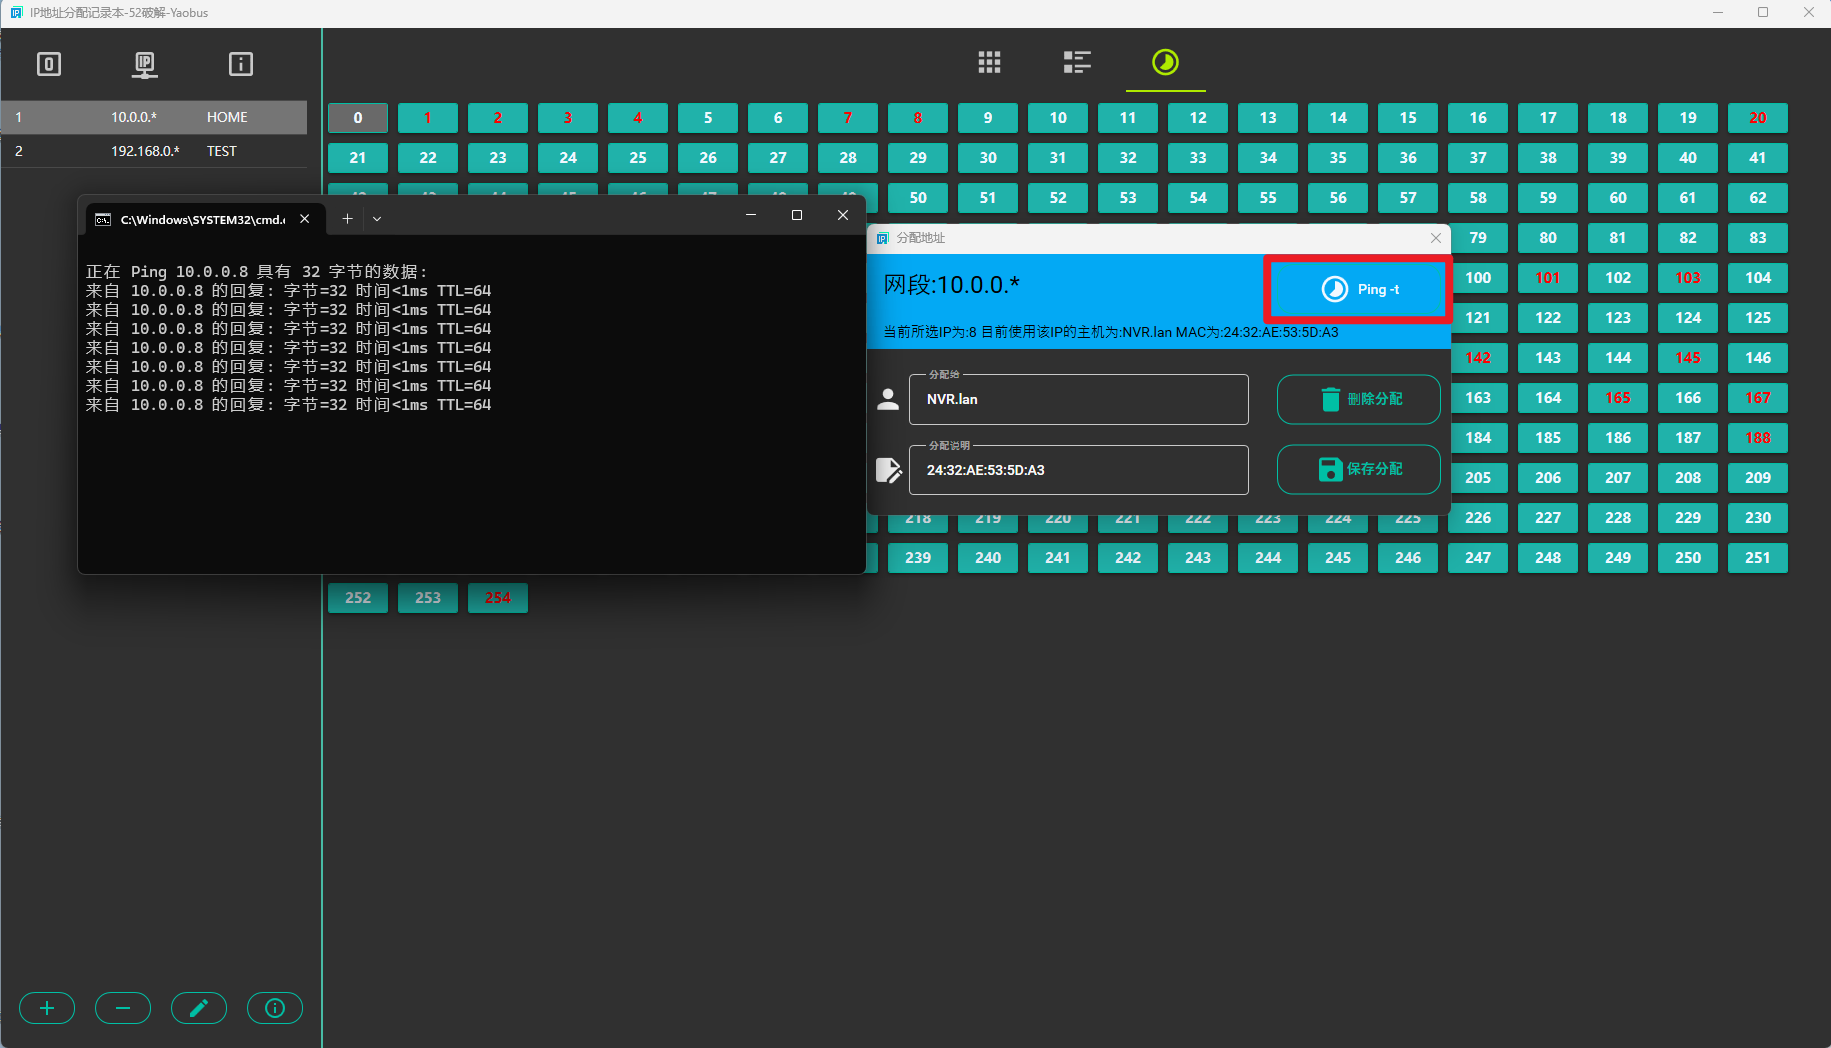 IP地址分配记录本-52破解-Yaobus
0 IP i
1 10.0.0.* HOME
2 192.168.0.* TEST
0 1 2 3 4 5 6 7 8 9 10 11 12 13 14 15 16 17 18 19 20
21 22 23 24 25 26 27 28 29 30 31 32 33 34 35 36 37 38 39 40 41
50 51 52 53 54 55 56 57 58 59 60 61 62
79 80 81 82 83
100 101 102 103 104
121 122 123 124 125
142 143 144 145 146
163 164 165 166 167
184 185 186 187 188
205 206 207 208 209
218 219 220 221 222 223 224 225 226 227 228 229 230
239 240 241 242 243 244 245 246 247 248 249 250 251
252 253 254
C:\Windows\SYSTEM32\cmd.e
正在 Ping 10.0.0.8 具有 32 字节的数据:
来自 10.0.0.8 的回复: 字节=32 时间<1ms TTL=64
来自 10.0.0.8 的回复: 字节=32 时间<1ms TTL=64
来自 10.0.0.8 的回复: 字节=32 时间<1ms TTL=64
来自 10.0.0.8 的回复: 字节=32 时间<1ms TTL=64
来自 10.0.0.8 的回复: 字节=32 时间<1ms TTL=64
来自 10.0.0.8 的回复: 字节=32 时间<1ms TTL=64
来自 10.0.0.8 的回复: 字节=32 时间<1ms TTL=64
IP 分配地址
网段:10.0.0.*
Ping -t
当前所选IP为:8 目前使用该IP的主机为:NVR.lan MAC为:24:32:AE:53:5D:A3
分配给
NVR.lan
删除分配
分配说明
24:32:AE:53:5D:A3
保存分配